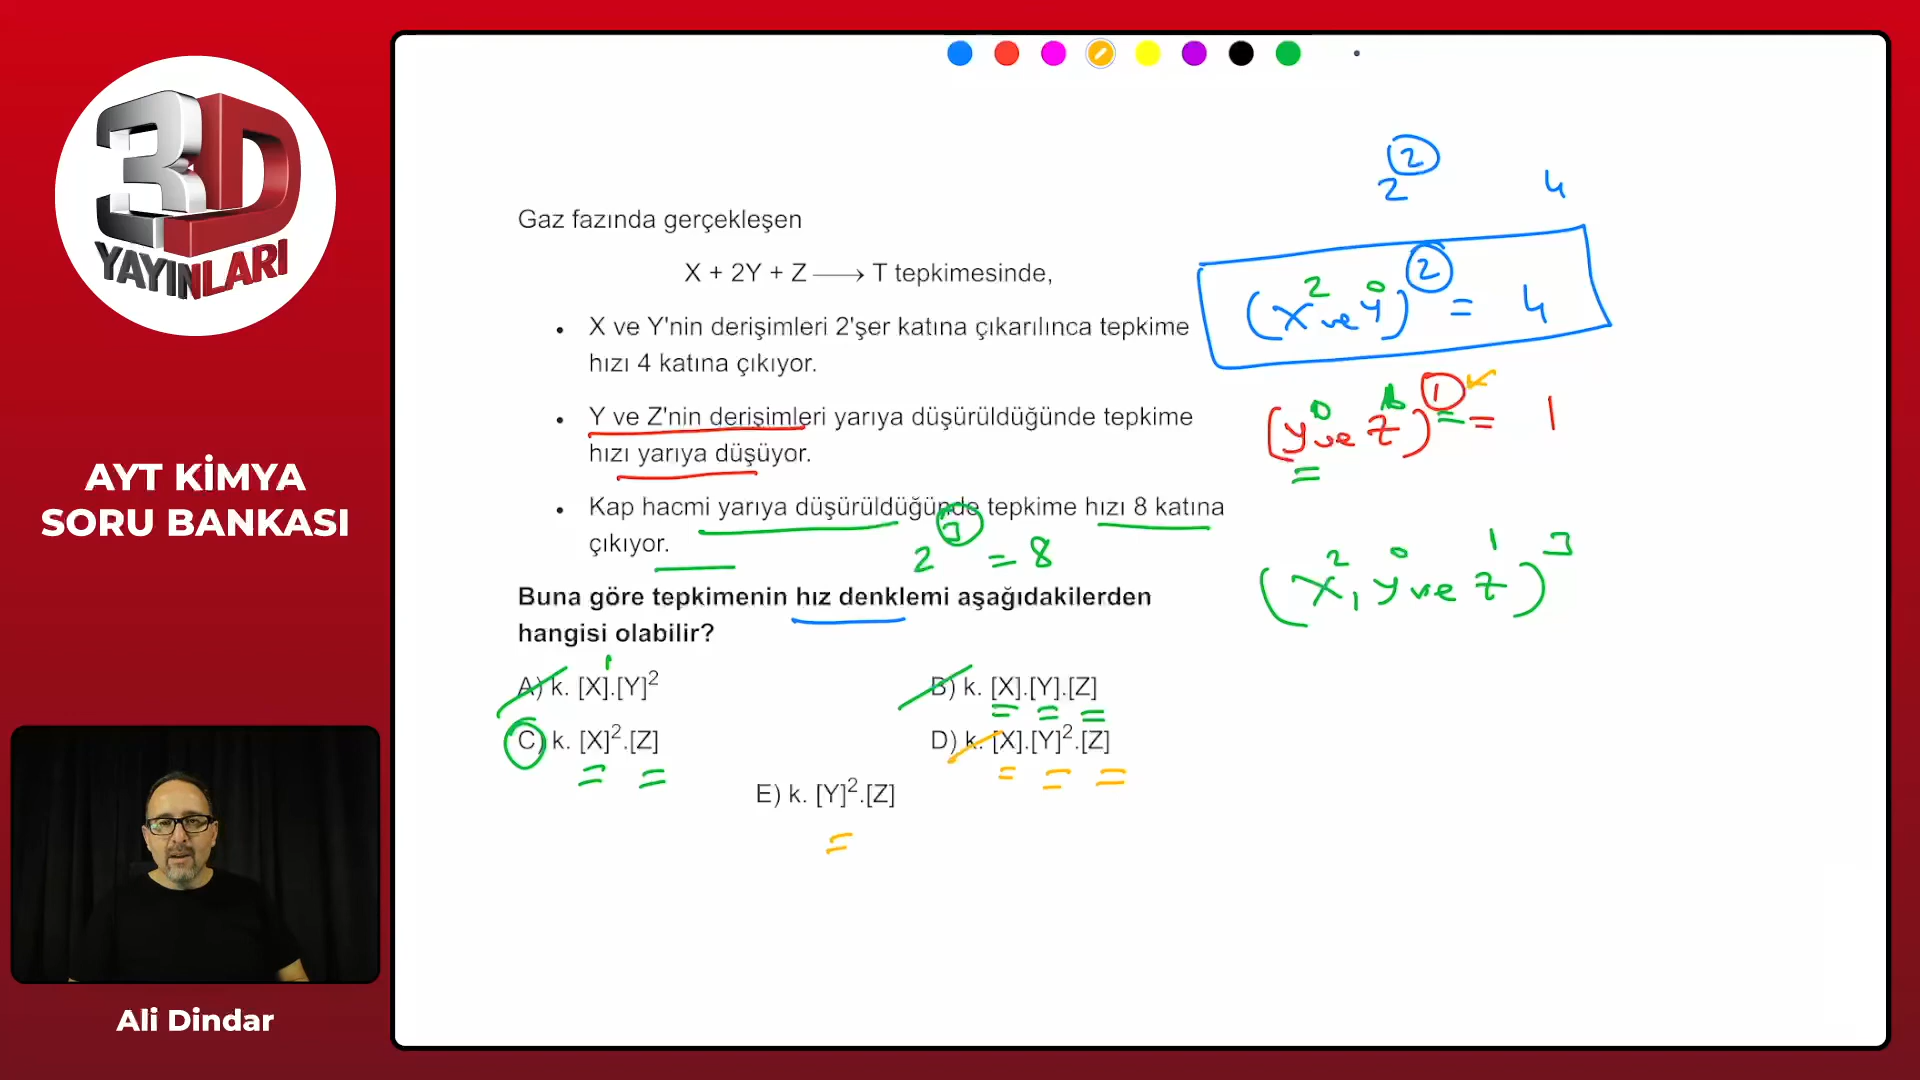 3D
YAYINLARI
AYT KİMYA
SORU BANKASI
Ali Dindar
Gaz fazında gerçekleşen
X + 2Y + Z ⟶ T tepkimesinde,
• X ve Y'nin derişimleri 2'şer katına çıkarılınca tepkime
hızı 4 katına çıkıyor.
• Y ve Z'nin derişimleri yarıya düşürüldüğünde tepkime
hızı yarıya düşüyor.
• Kap hacmi yarıya düşürüldüğünde tepkime hızı 8 katına
çıkıyor.
2³ = 8
Buna göre tepkimenin hız denklemi aşağıdakilerden
hangisi olabilir?
1
A) k. [X].[Y]²
B) k. [X].[Y].[Z]
C) k. [X]².[Z]
D) k. [X].[Y]².[Z]
E) k. [Y]².[Z]
2² 4
(X² ve Y⁰)² = 4
(Y⁰ ve Z)¹ = 1
(X², Y⁰ ve Z¹)³